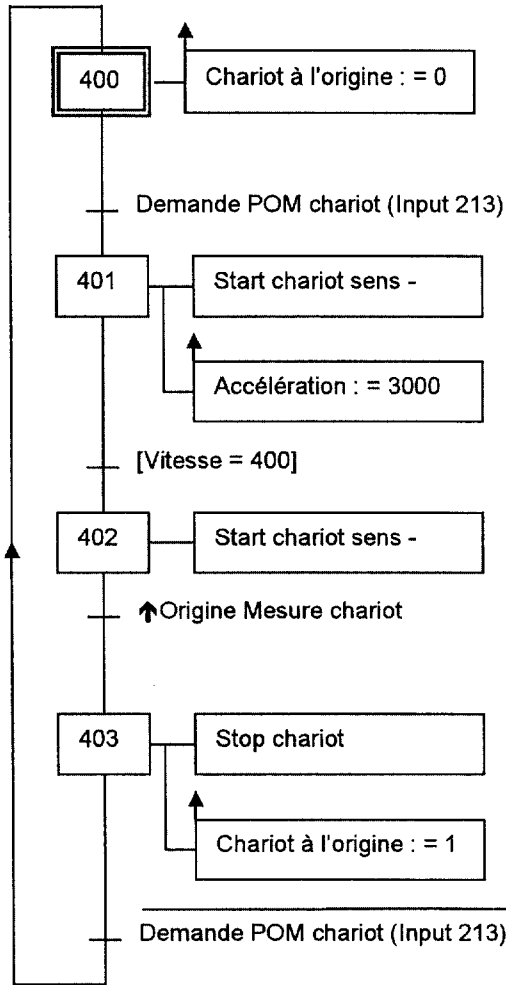 400
Chariot à l'origine : = 0
Demande POM chariot (Input 213)
401
Start chariot sens -
Accélération : = 3000
[Vitesse = 400]
402
Start chariot sens -
↑Origine Mesure chariot
403
Stop chariot
Chariot à l'origine : = 1
Demande POM chariot (Input 213)